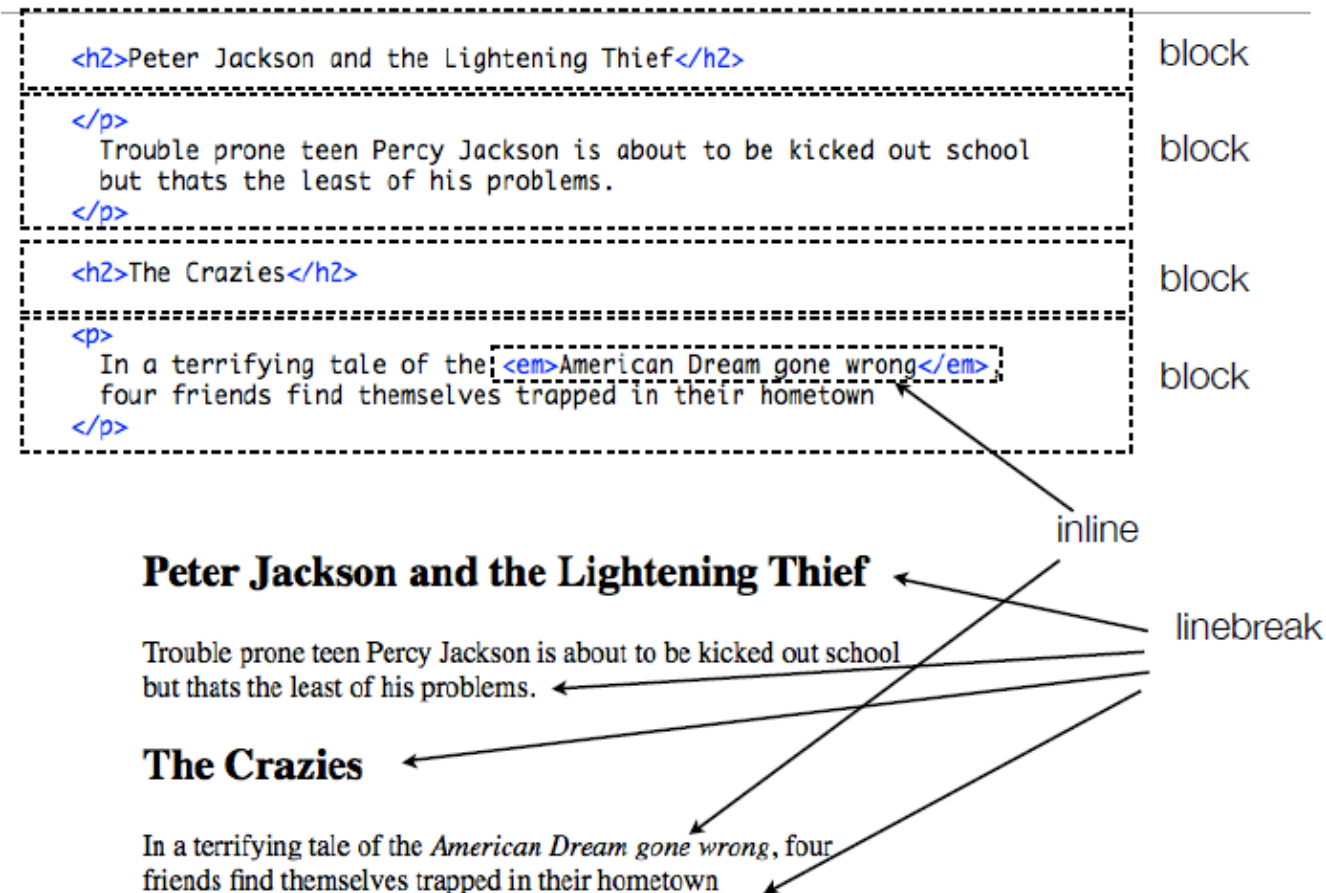 <h2>Peter Jackson and the Lightening Thief</h2>
block
</p>
Trouble prone teen Percy Jackson is about to be kicked out school
but thats the least of his problems.
</p>
block
<h2>The Crazies</h2>
block
<p>
In a terrifying tale of the <em>American Dream gone wrong</em>,
four friends find themselves trapped in their hometown
</p>
block
inline
Peter Jackson and the Lightening Thief
linebreak
Trouble prone teen Percy Jackson is about to be kicked out school
but thats the least of his problems.
The Crazies
In a terrifying tale of the American Dream gone wrong, four
friends find themselves trapped in their hometown